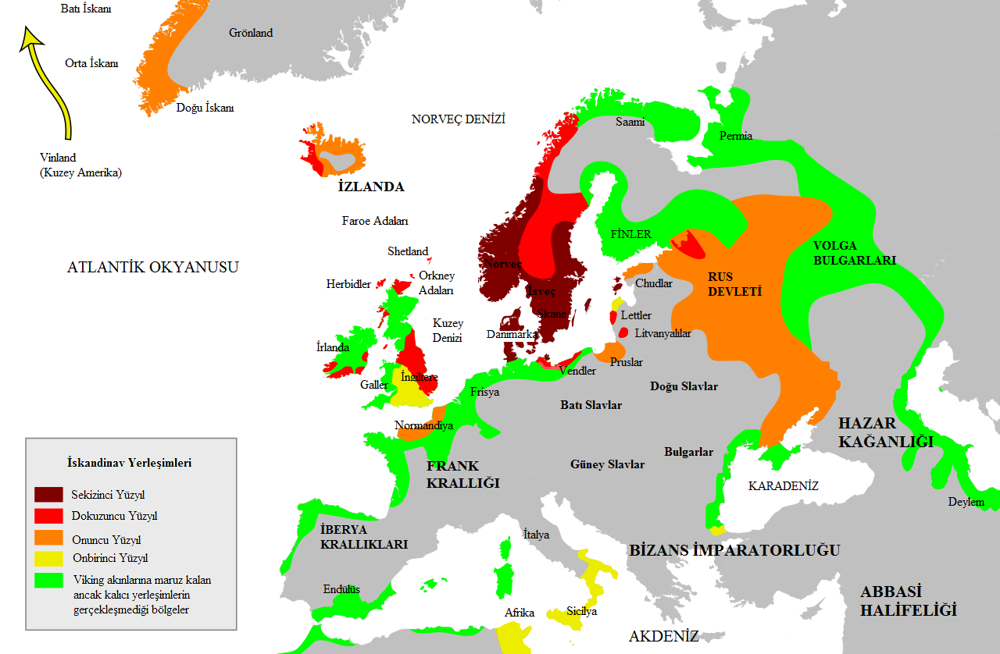 Batı İskanı
Grönland
Orta İskanı
Doğu İskanı
NORVEÇ DENİZİ
Saami
Permia
Vinland
(Kuzey Amerika)
İZLANDA
Faroe Adaları
FİNLER
VOLGA
BULGARLARI
ATLANTİK OKYANUSU
Shetland
Norveç
Herbidler
Orkney
Adaları
RUS
DEVLETİ
Chudlar
İsveç
Skane
Lettler
Kuzey
Denizi
Danimarka
Litvanyalılar
İrlanda
Pruslar
Vendler
Galler
İngiltere
Frisya
Doğu Slavlar
Batı Slavlar
Normandiya
HAZAR
KAĞANLIĞI
Bulgarlar
FRANK
KRALLIĞI
Güney Slavlar
KARADENİZ
Deylem
İBERYA
KRALLIKLARI
İtalya
BİZANS İMPARATORLUĞU
Endülüs
Afrika
Sicilya
ABBASİ
HALİFELİĞİ
AKDENİZ
İskandinav Yerleşimleri
Sekizinci Yüzyıl
Dokuzuncu Yüzyıl
Onuncu Yüzyıl
Onbirinci Yüzyıl
Viking akınlarına maruz kalan
ancak kalıcı yerleşimlerin
gerçekleşmediği bölgeler